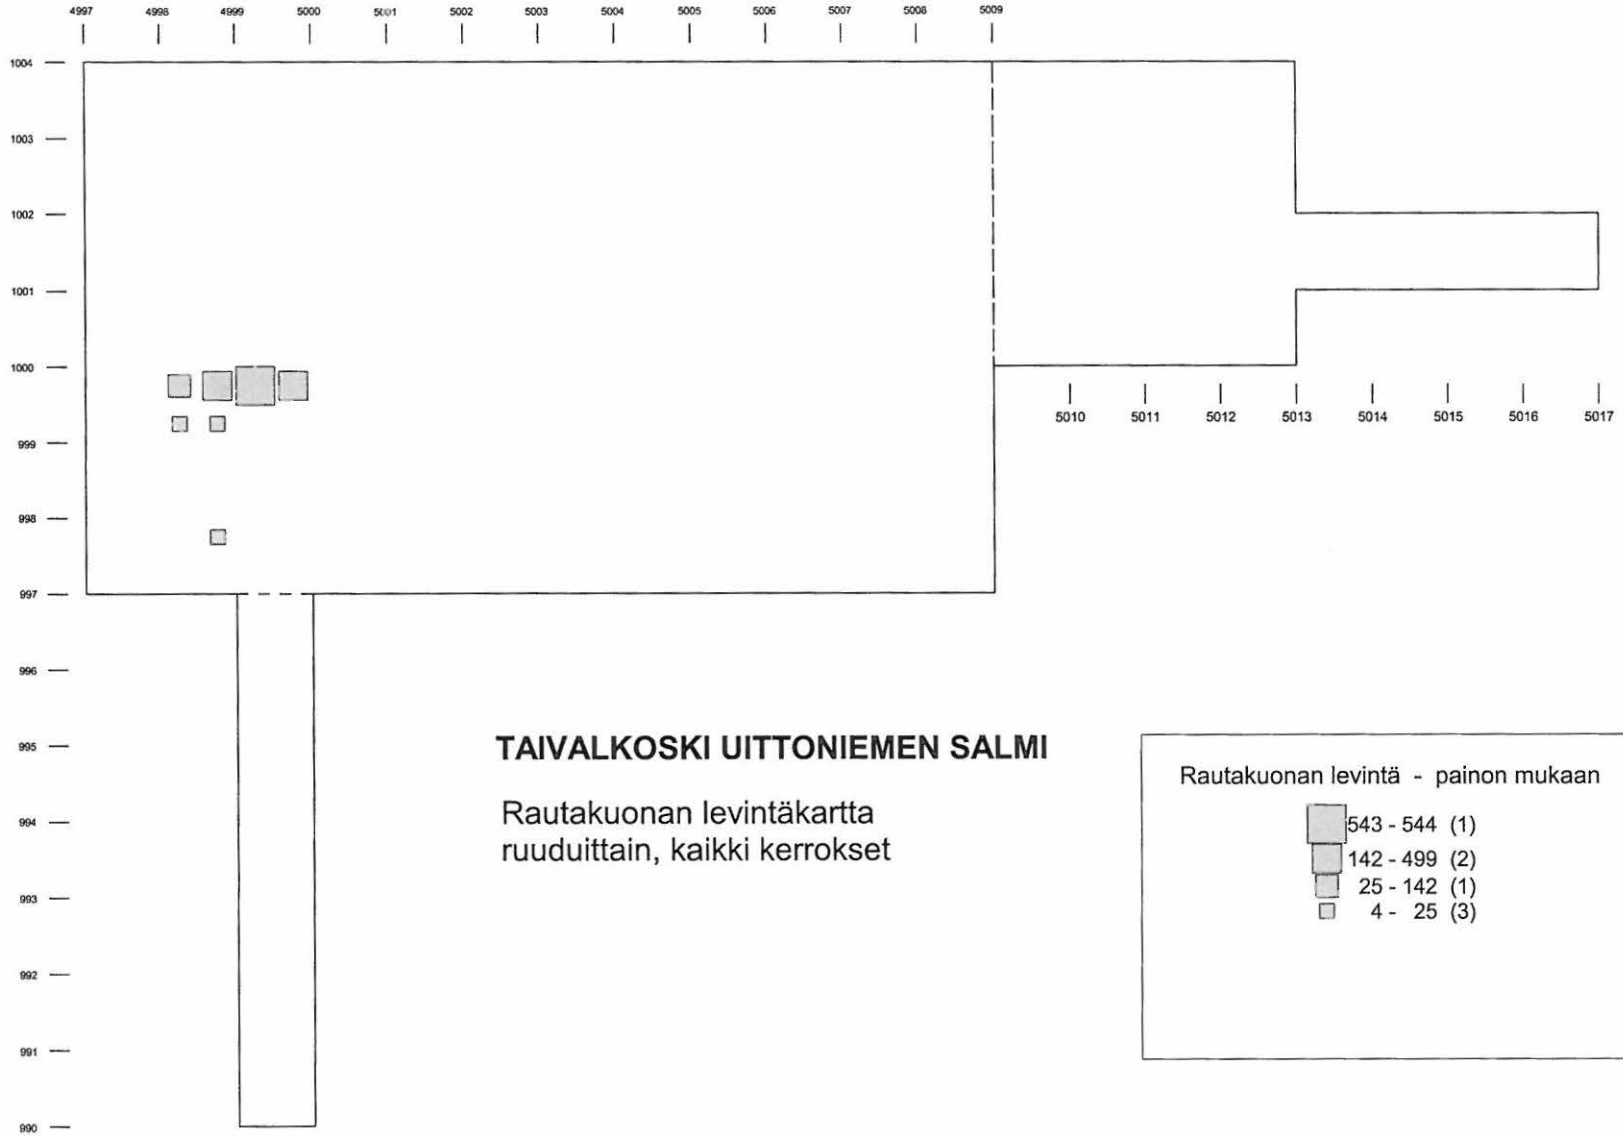 4997 4998 4999 5000 5001 5002 5003 5004 5005 5006 5007 5008 5009
1004
1003
1002
1001
1000
5010 5011 5012 5013 5014 5015 5016 5017
999
998
997
996
995
994
993
992
991
990
TAIVALKOSKI UITTONIEMEN SALMI
Rautakuonan levintäkartta
ruuduittain, kaikki kerrokset
Rautakuonan levintä - painon mukaan
543 - 544 (1)
142 - 499 (2)
25 - 142 (1)
4 - 25 (3)